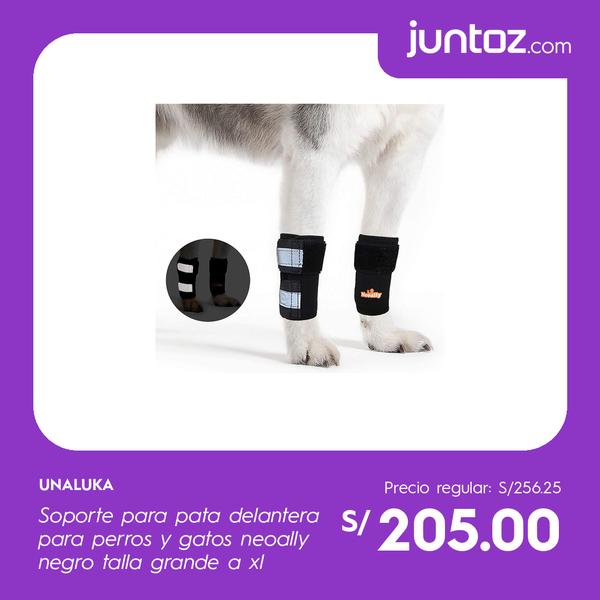 juntoz.com
Neoally
UNALUKA
Soporte para pata delantera
para perros y gatos neoally
negro talla grande a xl
Precio regular: S/256.25
S/ 205.00